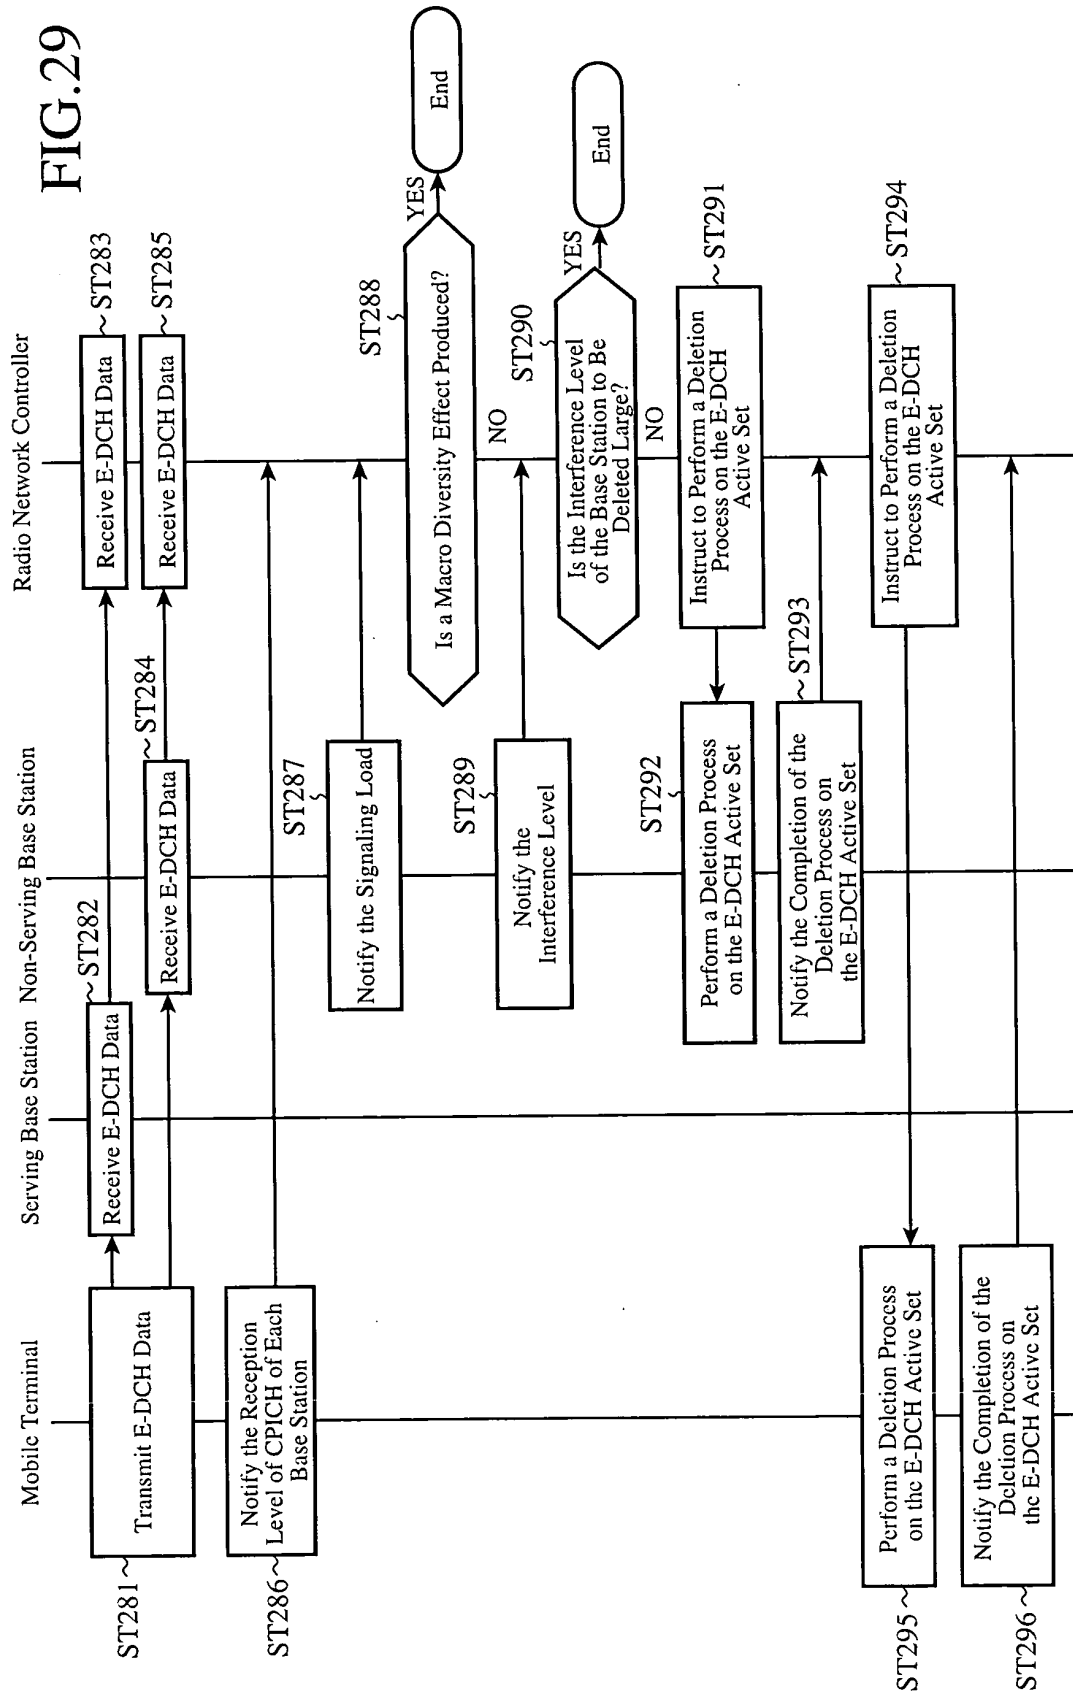 FIG.29
Mobile Terminal
Serving Base Station
Non-Serving Base Station
Radio Network Controller
ST281
Transmit E-DCH Data
ST282
Receive E-DCH Data
ST283
Receive E-DCH Data
ST284
Receive E-DCH Data
ST285
Receive E-DCH Data
ST286
Notify the Reception
Level of CPICH of Each
Base Station
ST287
Notify the Signaling Load
ST288
Is a Macro Diversity Effect Produced?
YES
End
NO
ST289
Notify the
Interference Level
ST290
Is the Interference Level
of the Base Station to Be
Deleted Large?
YES
End
NO
ST291
Instruct to Perform a Deletion
Process on the E-DCH
Active Set
ST292
Perform a Deletion Process
on the E-DCH Active Set
ST293
Notify the Completion of the
Deletion Process on
the E-DCH Active Set
ST294
Instruct to Perform a Deletion
Process on the E-DCH
Active Set
ST295
Perform a Deletion Process
on the E-DCH Active Set
ST296
Notify the Completion of the
Deletion Process on
the E-DCH Active Set